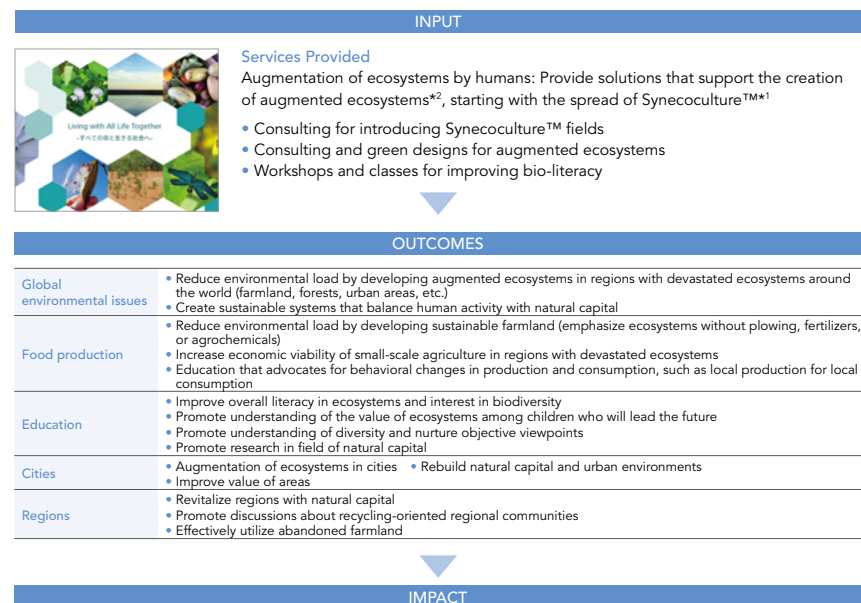 INPUT
Living with All Life Together
-すべての命と生きる社会へ-
Services Provided
Augmentation of ecosystems by humans: Provide solutions that support the creation
of augmented ecosystems*2, starting with the spread of Synecoculture™*1
• Consulting for introducing Synecoculture™ fields
• Consulting and green designs for augmented ecosystems
• Workshops and classes for improving bio-literacy
OUTCOMES
Global
environmental issues
• Reduce environmental load by developing augmented ecosystems in regions with devastated ecosystems around
the world (farmland, forests, urban areas, etc.)
• Create sustainable systems that balance human activity with natural capital
Food production
• Reduce environmental load by developing sustainable farmland (emphasize ecosystems without plowing, fertilizers,
or agrochemicals)
• Increase economic viability of small-scale agriculture in regions with devastated ecosystems
• Education that advocates for behavioral changes in production and consumption, such as local production for local
consumption
Education
• Improve overall literacy in ecosystems and interest in biodiversity
• Promote understanding of the value of ecosystems among children who will lead the future
• Promote understanding of diversity and nurture objective viewpoints
• Promote research in field of natural capital
Cities
• Augmentation of ecosystems in cities • Rebuild natural capital and urban environments
• Improve value of areas
Regions
• Revitalize regions with natural capital
• Promote discussions about recycling-oriented regional communities
• Effectively utilize abandoned farmland
IMPACT